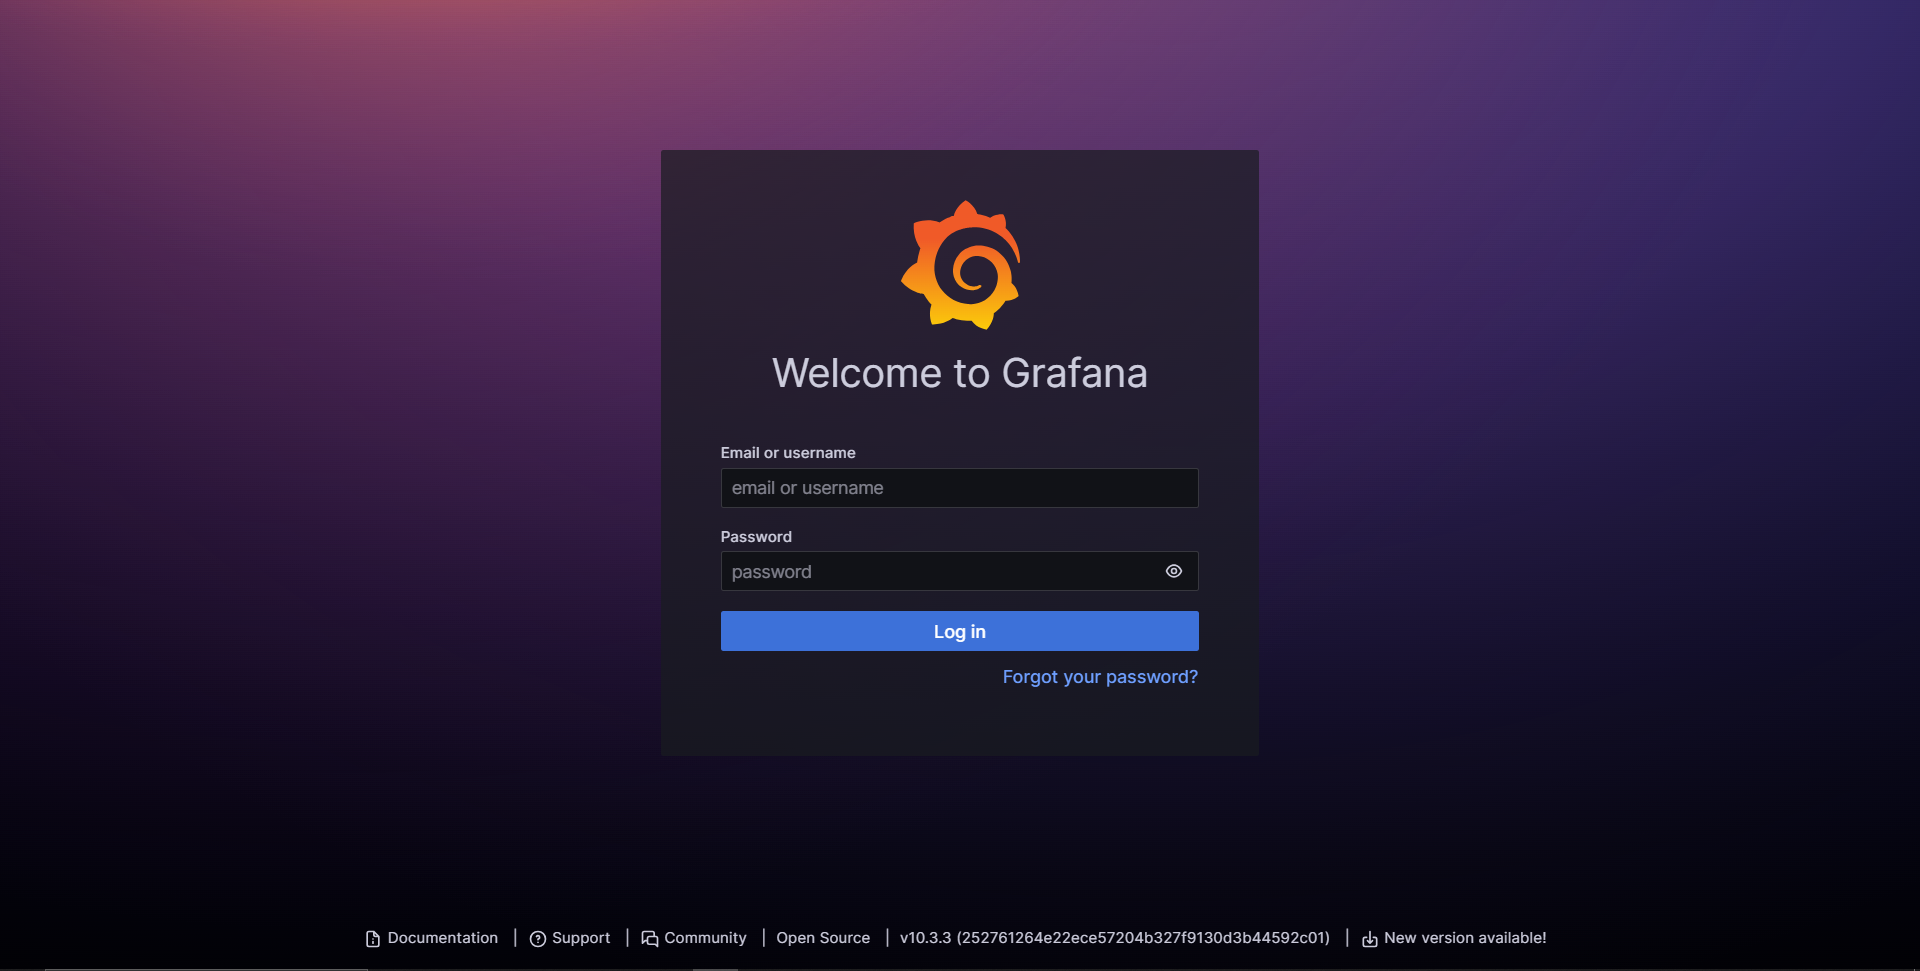 Welcome to Grafana
Email or username
email or username
Password
password
Log in
Forgot your password?
Documentation | Support | Community | Open Source | v10.3.3 (252761264e22ece57204b327f9130d3b44592c01) | New version available!